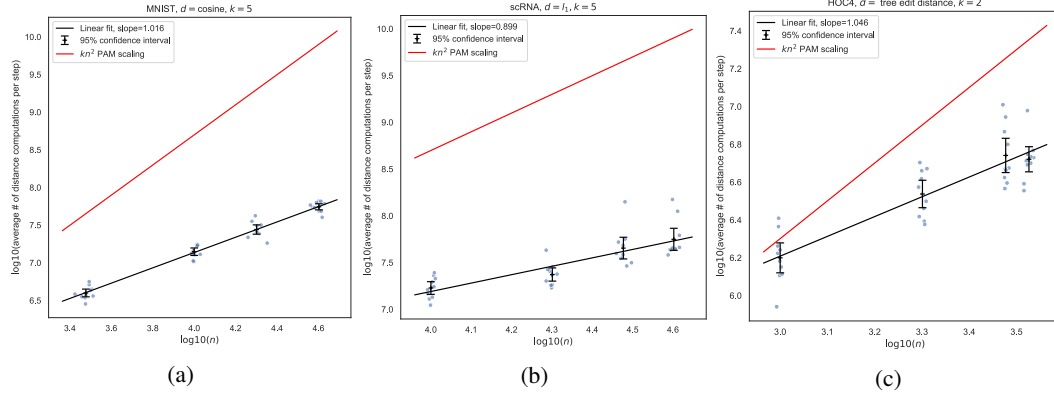 MNIST, d = cosine, k = 5
Linear fit, slope=1.016
95% confidence interval
kn² PAM scaling
log10(average # of distance computations per step)
10.0
9.5
9.0
8.5
8.0
7.5
7.0
6.5
3.4 3.6 3.8 4.0 4.2 4.4 4.6
log10(n)
(a)
scRNA, d = l₁, k = 5
Linear fit, slope=0.899
95% confidence interval
kn² PAM scaling
log10(average # of distance computations per step)
10.0
9.5
9.0
8.5
8.0
7.5
7.0
4.0 4.1 4.2 4.3 4.4 4.5 4.6
log10(n)
(b)
HOC4, d = tree edit distance, k = 2
Linear fit, slope=1.046
95% confidence interval
kn² PAM scaling
log10(average # of distance computations per step)
7.4
7.2
7.0
6.8
6.6
6.4
6.2
6.0
3.0 3.1 3.2 3.3 3.4 3.5
log10(n)
(c)